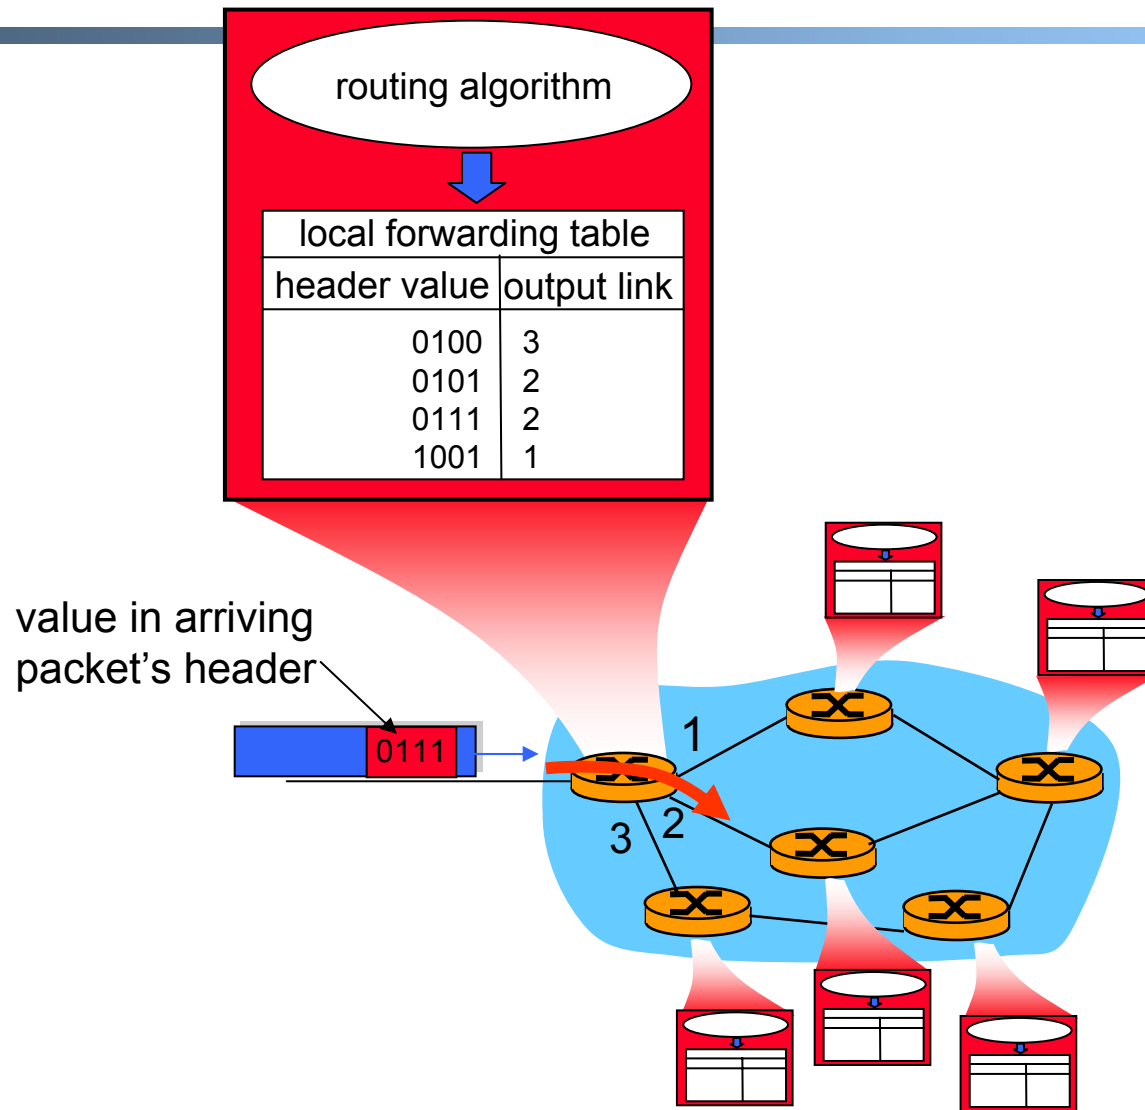 routing algorithm
local forwarding table
header value output link
0100 3
0101 2
0111 2
1001 1
value in arriving
packet's header
0111
1
2
3